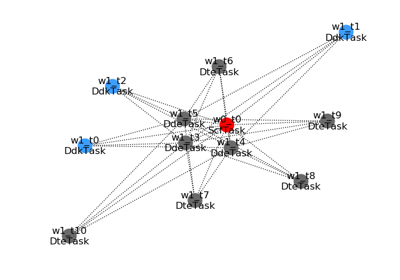 w1_t1
DdkTask
w1_t6
DteTask
w1_t2
DdkTask
w1_t5
DdeTask
w0_t0
w1_t9
DteTask
w1_t0
DdkTask
w1_t3
DdeTask
w1_t4
DdeTask
w1_t8
DteTask
w1_t7
DteTask
w1_t10
DteTask